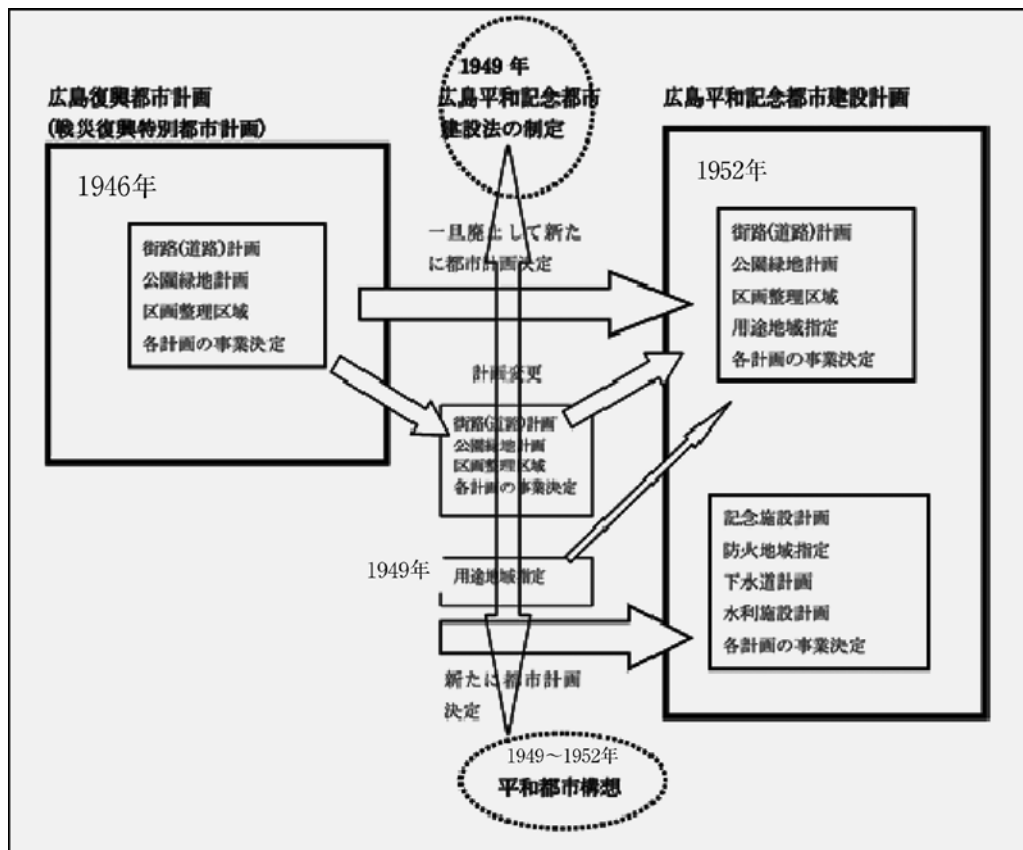 広島復興都市計画
(戦災復興特別都市計画)
1946年
街路(道路)計画
公園緑地計画
区画整理区域
各計画の事業決定
1949 年
広島平和記念都市
建設法の制定
一旦廃止して新た
に都市計画決定
計画変更
街路(道路)計画
公園緑地計画
区画整理区域
各計画の事業決定
1949年
用途地域指定
新たに都市計画
決定
1949～1952年
平和都市構想
広島平和記念都市建設計画
1952年
街路(道路)計画
公園緑地計画
区画整理区域
用途地域指定
各計画の事業決定
記念施設計画
防火地域指定
下水道計画
水利施設計画
各計画の事業決定